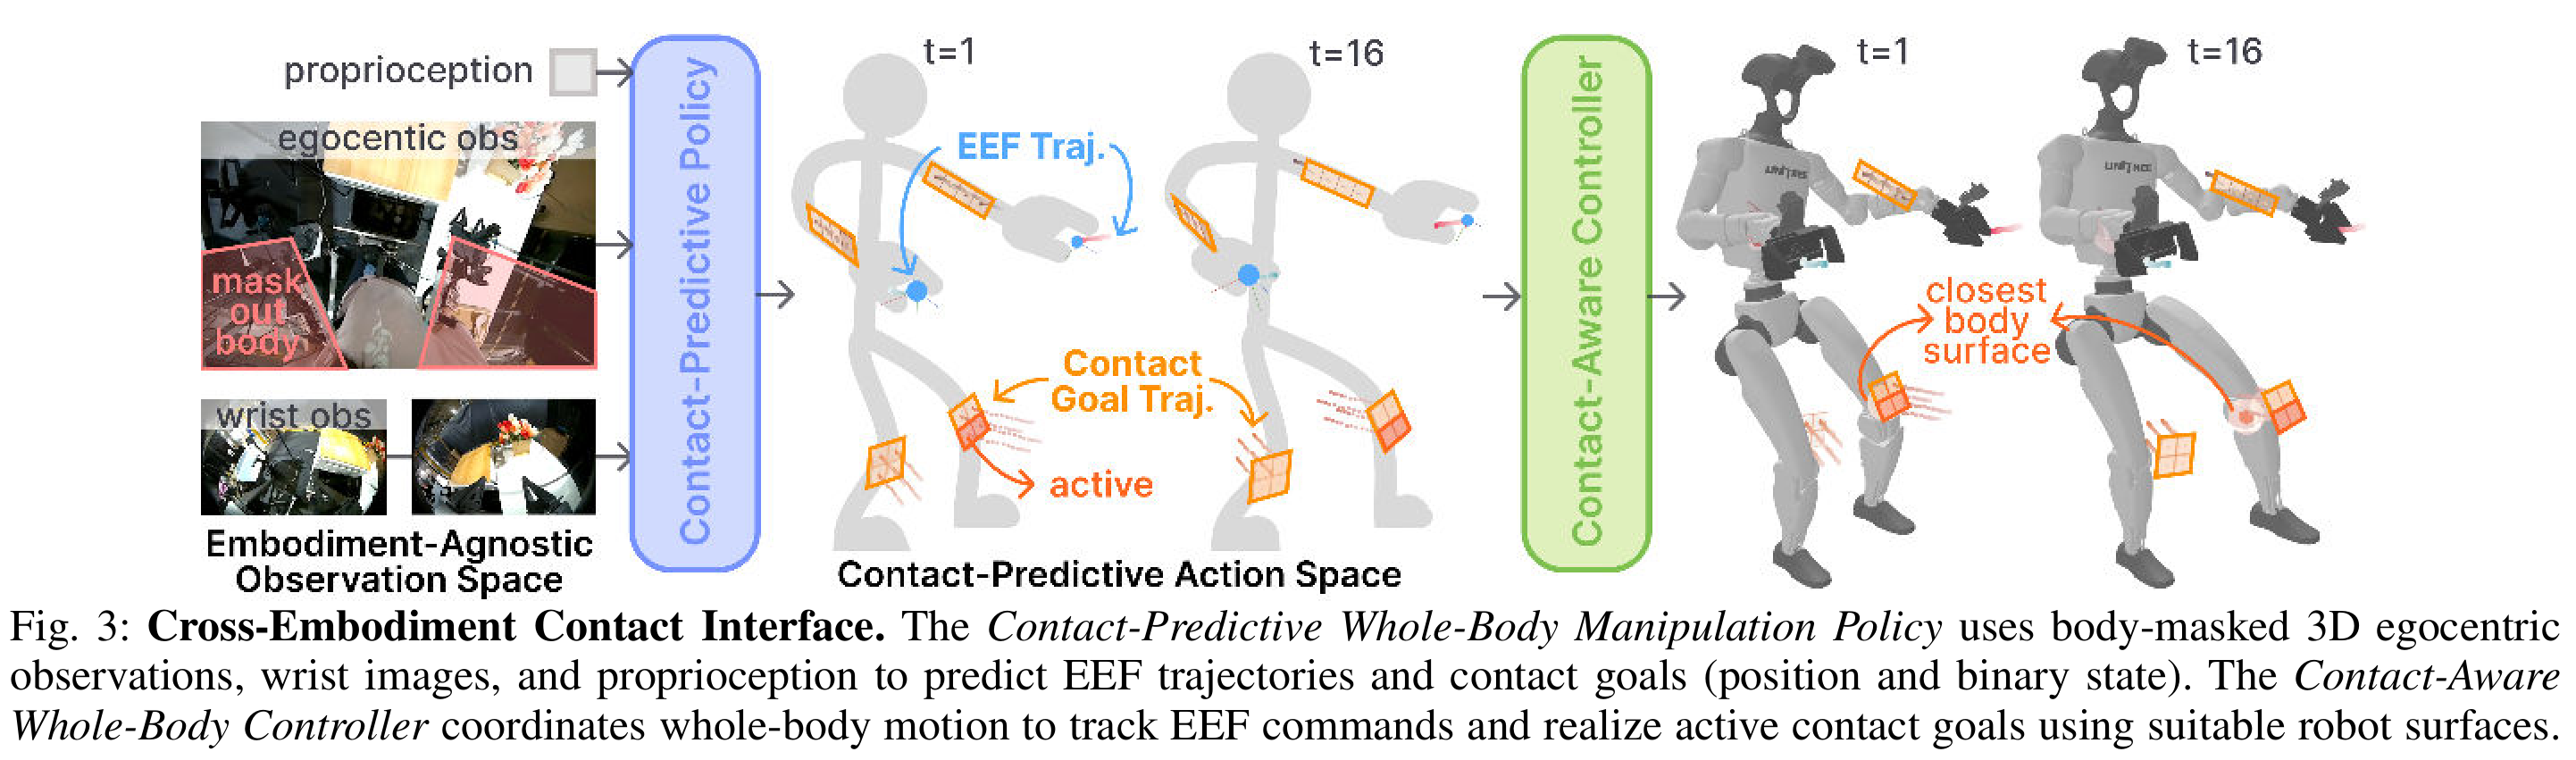 proprioception
egocentic obs
mask
out
body
wrist obs
Embodiment-Agnostic
Observation Space
Contact-Predictive Policy
t=1
t=16
EEF Traj.
Contact
Goal Traj.
active
Contact-Predictive Action Space
Contact-Aware Controller
t=1
t=16
UNITREE
UNITREE
closest
body
surface
Fig. 3: Cross-Embodiment Contact Interface. The Contact-Predictive Whole-Body Manipulation Policy uses body-masked 3D egocentric
observations, wrist images, and proprioception to predict EEF trajectories and contact goals (position and binary state). The Contact-Aware
Whole-Body Controller coordinates whole-body motion to track EEF commands and realize active contact goals using suitable robot surfaces.